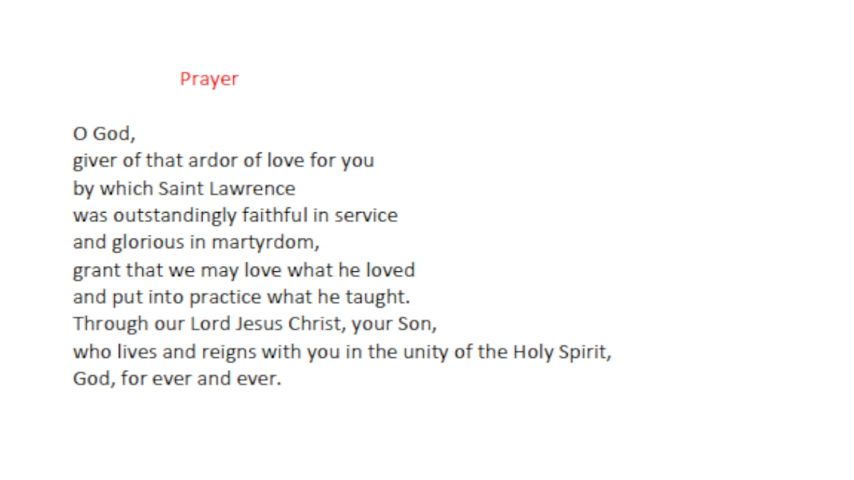 Prayer
O God,
giver of that ardor of love for you
by which Saint Lawrence
was outstandingly faithful in service
and glorious in martyrdom,
grant that we may love what he loved
and put into practice what he taught.
Through our Lord Jesus Christ, your Son,
who lives and reigns with you in the unity of the Holy Spirit,
God, for ever and ever.